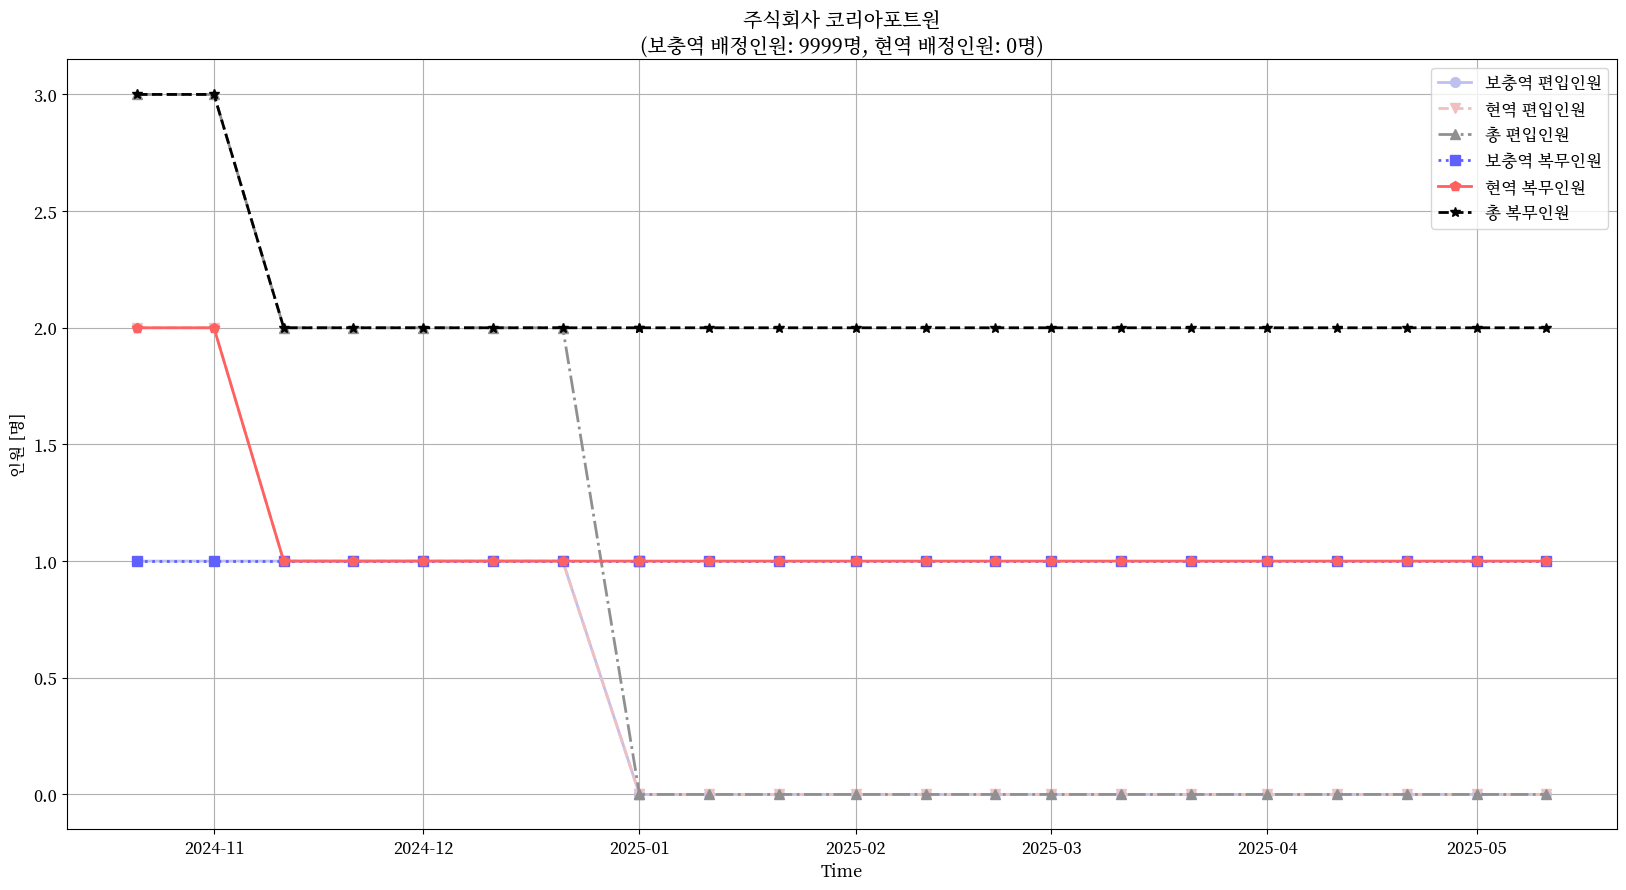 주식회사 코리아포트원
(보충역 배정인원: 9999명, 현역 배정인원: 0명)
보충역 편입인원
현역 편입인원
총 편입인원
보충역 복무인원
현역 복무인원
총 복무인원
3.0
2.5
2.0
1.5
1.0
0.5
0.0
인원 [명]
2024-11
2024-12
2025-01
2025-02
2025-03
2025-04
2025-05
Time